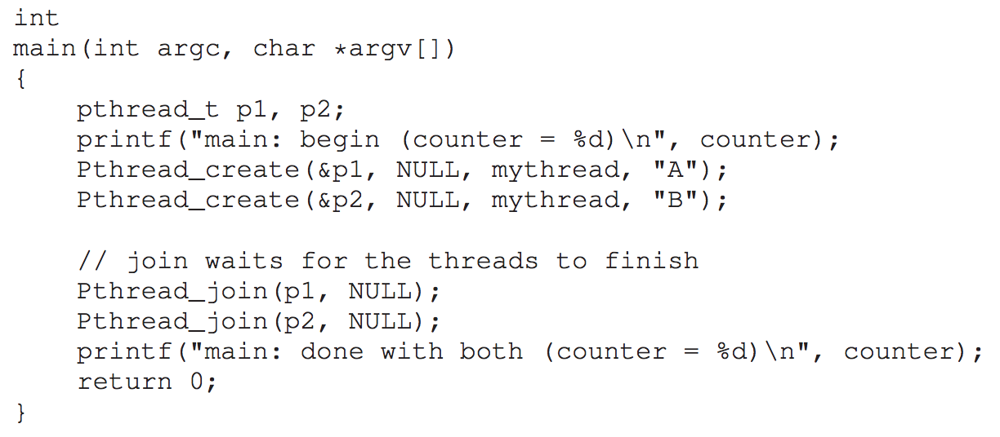 int
main(int argc, char *argv[])
{
    pthread_t p1, p2;
    printf("main: begin (counter = %d)\n", counter);
    Pthread_create(&p1, NULL, mythread, "A");
    Pthread_create(&p2, NULL, mythread, "B");

    // join waits for the threads to finish
    Pthread_join(p1, NULL);
    Pthread_join(p2, NULL);
    printf("main: done with both (counter = %d)\n", counter);
    return 0;
}